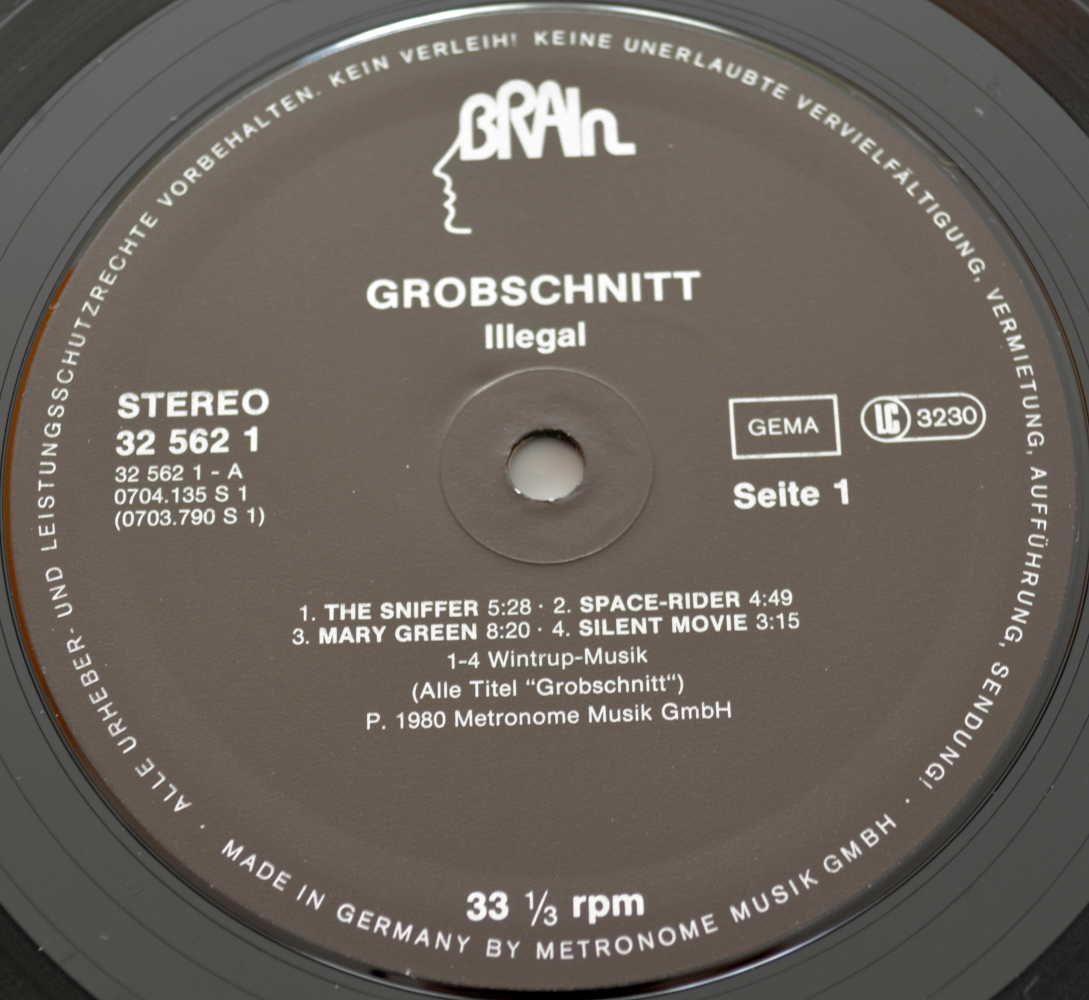 ALLE URHEBER- UND LEISTUNGSSCHUTZRECHTE VORBEHALTEN. KEIN VERLEIH! KEINE UNERLAUBTE VERVIELFÄLTIGUNG, VERMIETUNG, AUFFÜHRUNG, SENDUNG!
BRAIN
GROBSCHNITT
Illegal
STEREO
32 562 1
32 562 1 - A
0704.135 S 1
(0703.790 S 1)
GEMA
LC 3230
Seite 1
1. THE SNIFFER 5:28 · 2. SPACE-RIDER 4:49
3. MARY GREEN 8:20 · 4. SILENT MOVIE 3:15
1-4 Wintrup-Musik
(Alle Titel “Grobschnitt“)
P. 1980 Metronome Musik GmbH
33 ⅓ rpm
· MADE IN GERMANY BY METRONOME MUSIK GMBH ·